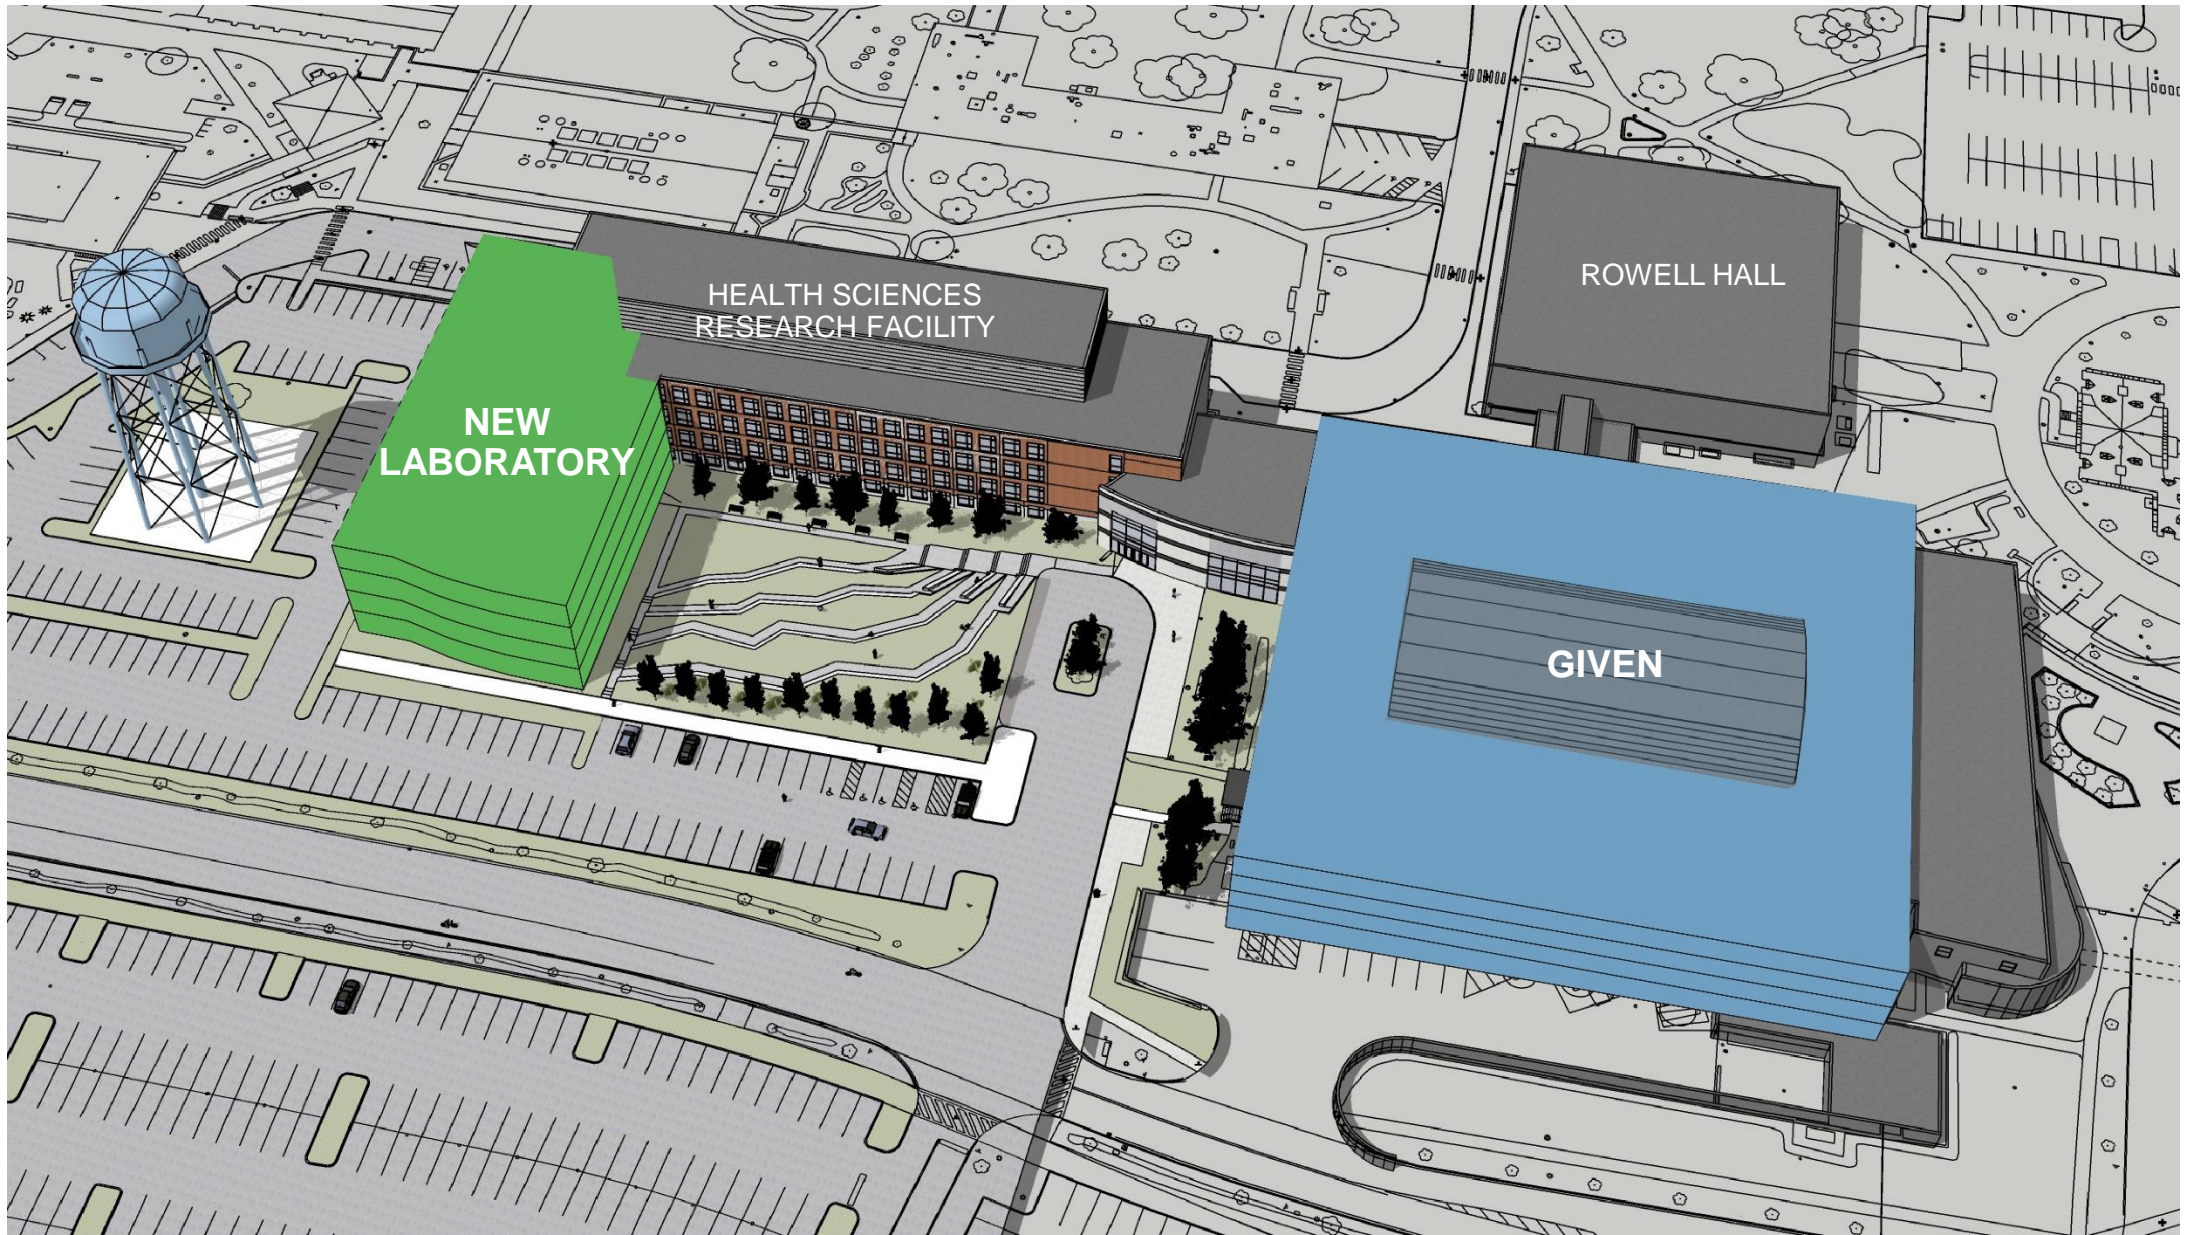 HEALTH SCIENCES
RESEARCH FACILITY
ROWELL HALL
NEW
LABORATORY
GIVEN